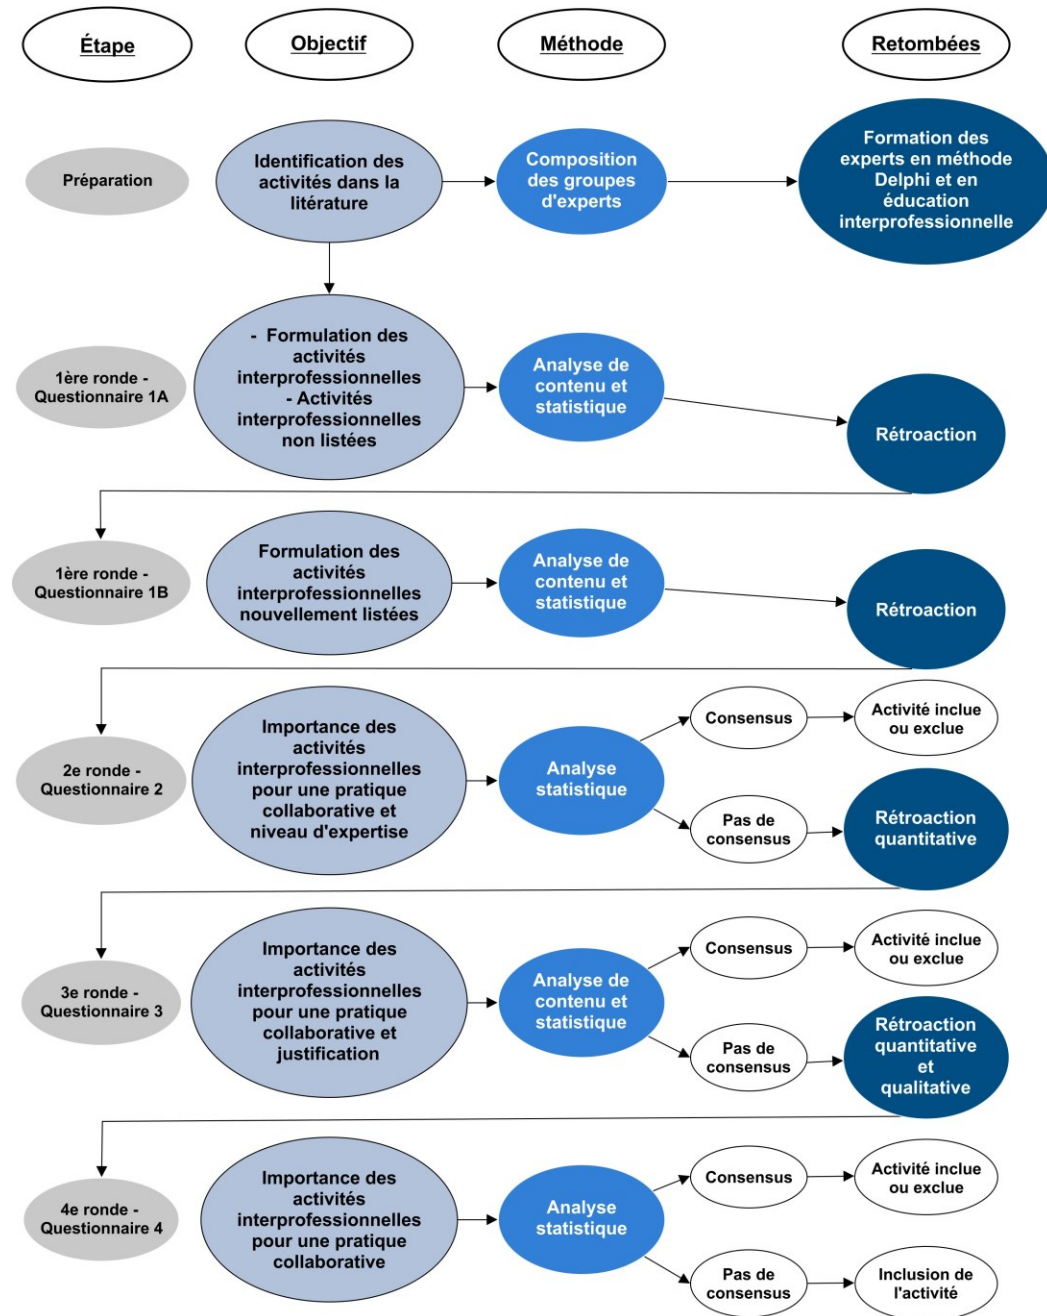 Étape
Objectif
Méthode
Retombées
Préparation
Identification des
activités dans la
litérature
Composition
des groupes
d'experts
Formation des
experts en méthode
Delphi et en
éducation
interprofessionnelle
1ère ronde -
Questionnaire 1A
- Formulation des
activités
interprofessionnelles
- Activités
interprofessionnelles
non listées
Analyse de
contenu et
statistique
Rétroaction
1ère ronde -
Questionnaire 1B
Formulation des
activités
interprofessionnelles
nouvellement listées
Analyse de
contenu et
statistique
Rétroaction
2e ronde -
Questionnaire 2
Importance des
activités
interprofessionnelles
pour une pratique
collaborative et
niveau d'expertise
Analyse
statistique
Consensus
Activité inclue
ou exclue
Pas de
consensus
Rétroaction
quantitative
3e ronde -
Questionnaire 3
Importance des
activités
interprofessionnelles
pour une pratique
collaborative et
justification
Analyse de
contenu et
statistique
Consensus
Activité inclue
ou exclue
Pas de
consensus
Rétroaction
quantitative
et
qualitative
4e ronde -
Questionnaire 4
Importance des
activités
interprofessionnelles
pour une pratique
collaborative
Analyse
statistique
Consensus
Activité inclue
ou exclue
Pas de
consensus
Inclusion de
l'activité